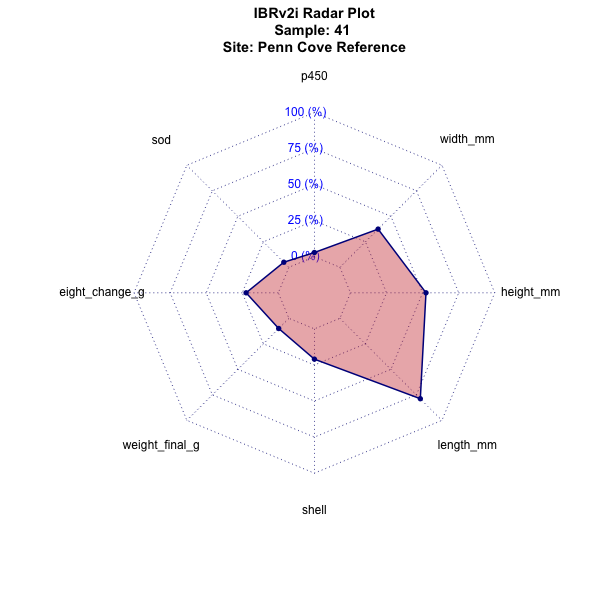 IBRv2i Radar Plot
Sample: 41
Site: Penn Cove Reference
p450
100 (%)
sod
width_mm
75 (%)
50 (%)
25 (%)
0 (%)
eight_change_g
height_mm
weight_final_g
length_mm
shell